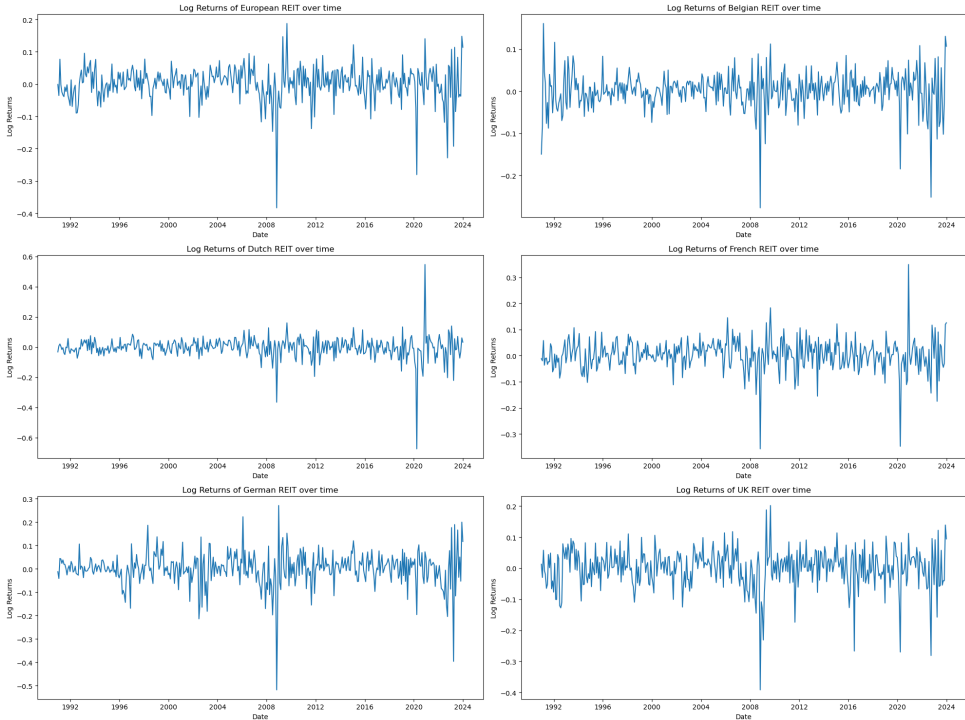 Log Returns of European REIT over time
Log Returns
0.2
0.1
0.0
−0.1
−0.2
−0.3
−0.4
1992 1996 2000 2004 2008 2012 2016 2020 2024
Date
Log Returns of Belgian REIT over time
Log Returns
0.1
0.0
−0.1
−0.2
1992 1996 2000 2004 2008 2012 2016 2020 2024
Date
Log Returns of Dutch REIT over time
Log Returns
0.6
0.4
0.2
0.0
−0.2
−0.4
−0.6
1992 1996 2000 2004 2008 2012 2016 2020 2024
Date
Log Returns of French REIT over time
Log Returns
0.3
0.2
0.1
0.0
−0.1
−0.2
−0.3
1992 1996 2000 2004 2008 2012 2016 2020 2024
Date
Log Returns of German REIT over time
Log Returns
0.3
0.2
0.1
0.0
−0.1
−0.2
−0.3
−0.4
−0.5
1992 1996 2000 2004 2008 2012 2016 2020 2024
Date
Log Returns of UK REIT over time
Log Returns
0.2
0.1
0.0
−0.1
−0.2
−0.3
−0.4
1992 1996 2000 2004 2008 2012 2016 2020 2024
Date